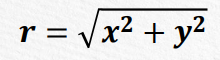 r = √(x² + y²)